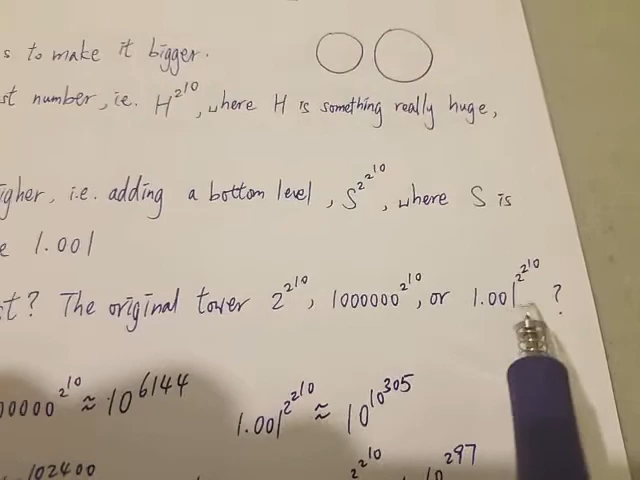 s to make it bigger.
st number, i.e. H^2^10, where H is something really huge,
igher, i.e. adding a bottom level, S^2^2^10, where S is
e 1.001
t? The original tower 2^2^10, 1000000^2^10, or 1.001^2^2^10 ?
00000^2^10 ≈ 10^6144 1.001^2^2^10 ≈ 10^10^305
102400 2^2^10 10^297